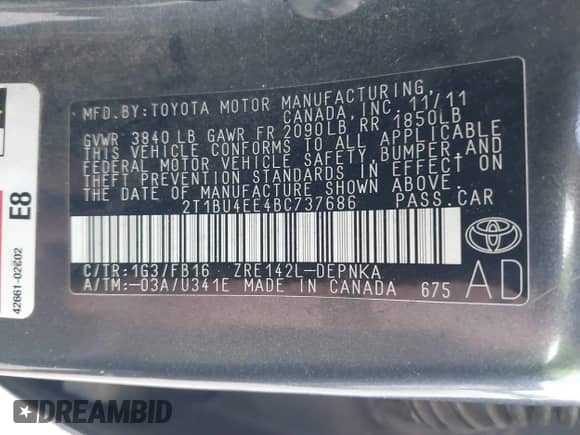 MFD.BY:TOYOTA MOTOR MANUFACTURING,
CANADA, INC. 11/11
GVWR 3840LB GAWR FR 2090LB RR 1850LB
THIS VEHICLE CONFORMS TO ALL APPLICABLE
FEDERAL MOTOR VEHICLE SAFETY, BUMPER AND
THEFT PREVENTION STANDARDS IN EFFECT ON
THE DATE OF MANUFACTURE SHOWN ABOVE.
2T1BU4EE4BC737686 PASS.CAR
C/TR:1G3/FB16 ZRE142L-DEPNKA
A/TM:-03A/U341E MADE IN CANADA 675
AD
E8
42661-02C02
DREAMBID